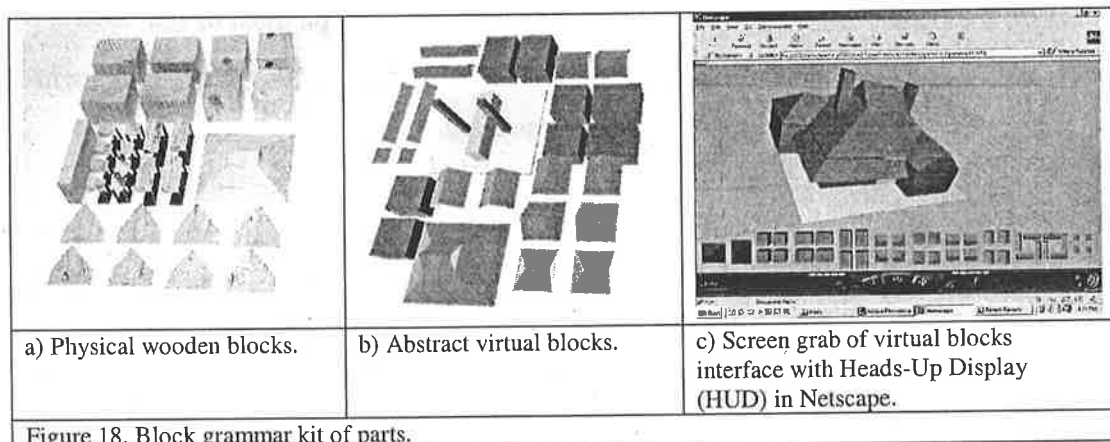 Netscape
a) Physical wooden blocks.
b) Abstract virtual blocks.
c) Screen grab of virtual blocks
interface with Heads-Up Display
(HUD) in Netscape.
Figure 18. Block grammar kit of parts.